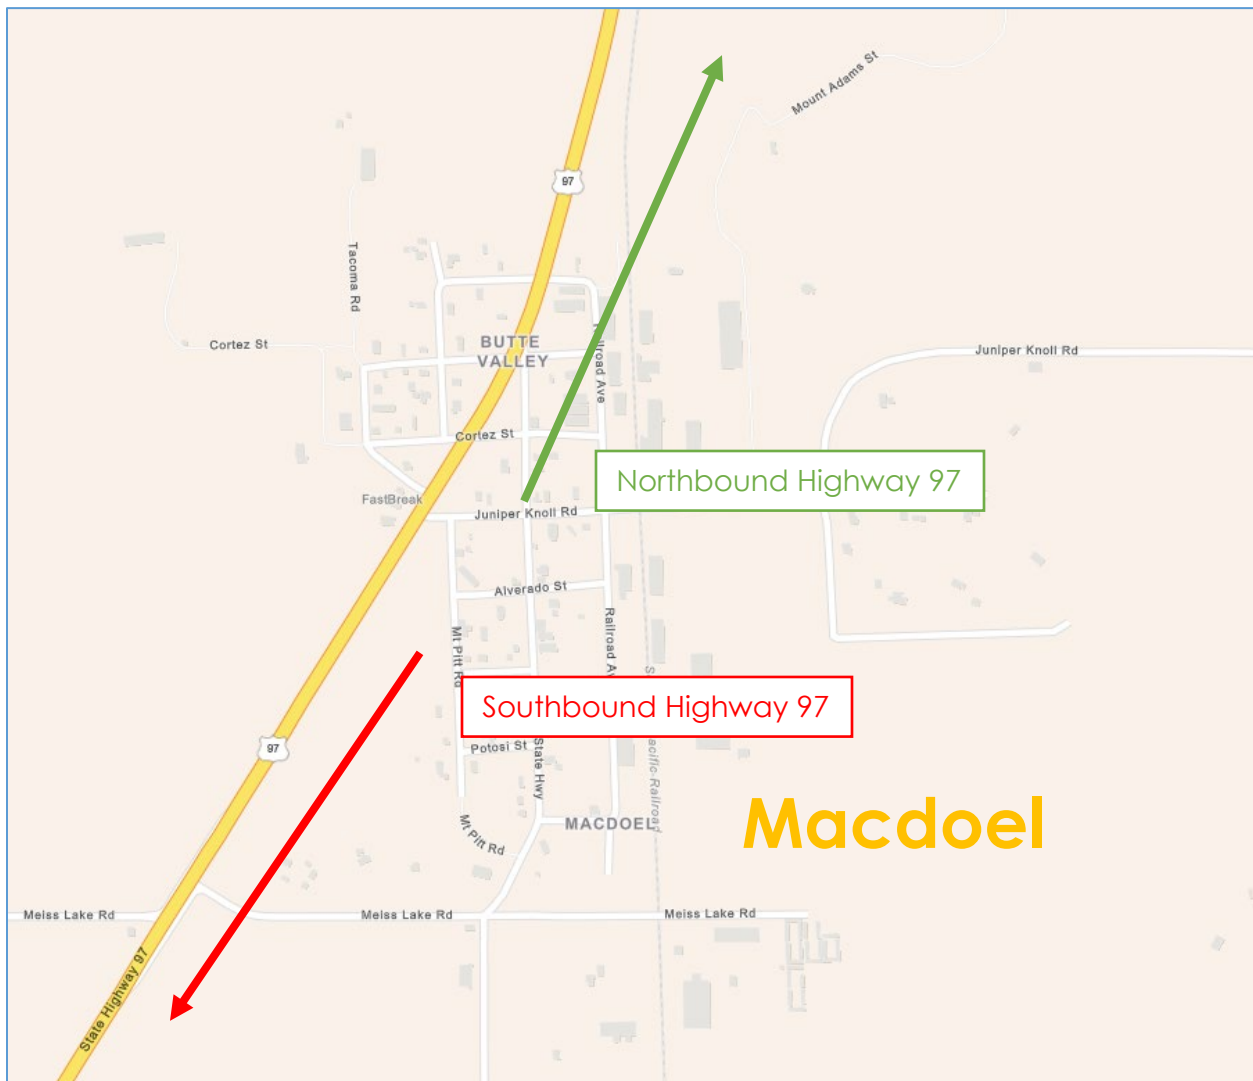 Mount Adams St
97
Tacoma Rd
Cortez St
BUTTE
VALLEY
Railroad Ave
Juniper Knoll Rd
Cortez St
Northbound Highway 97
FastBreak
Juniper Knoll Rd
Alverado St
Mt Pitt Rd
Railroad Av
S
Southbound Highway 97
97
Potosi St
State Hwy
acific Railroad
Macdoel
MACDOEL
Mt Pitt Rd
Meiss Lake Rd
Meiss Lake Rd
Meiss Lake Rd
State Highway 97